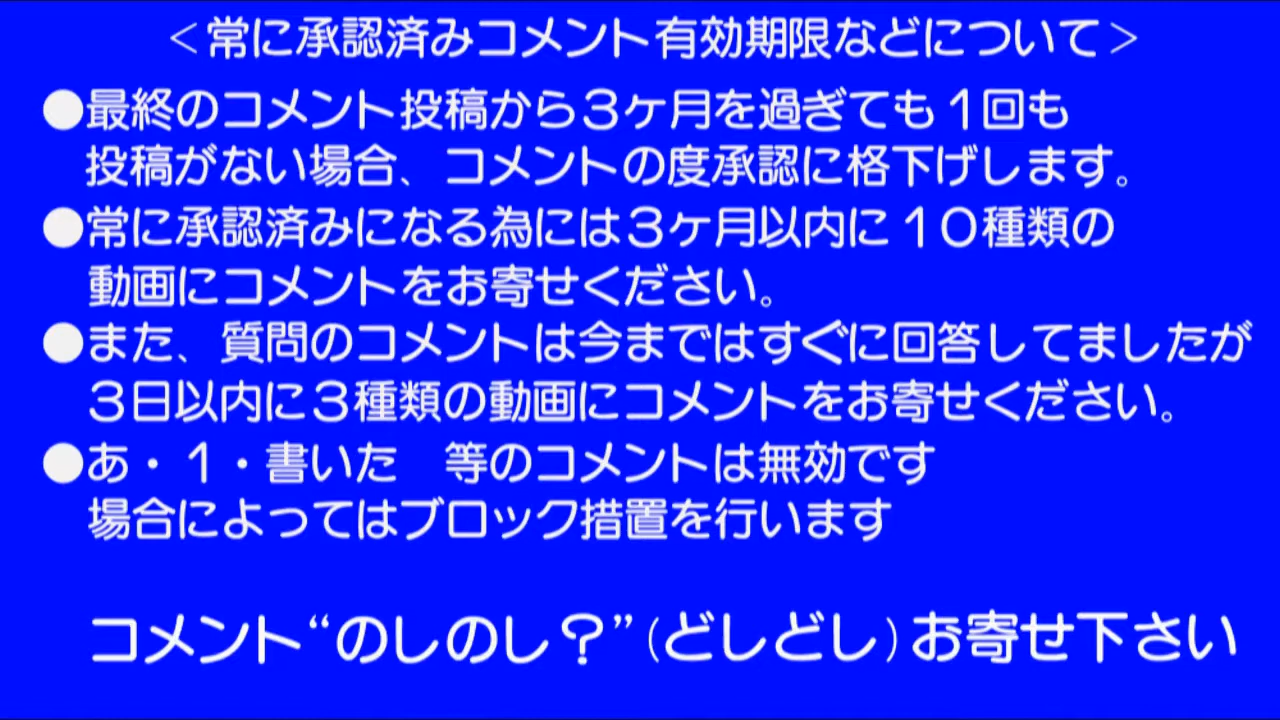 ＜常に承認済みコメント有効期限などについて＞
●最終のコメント投稿から３ヶ月を過ぎても１回も
投稿がない場合、コメントの度承認に格下げします。
●常に承認済みになる為には３ヶ月以内に１０種類の
動画にコメントをお寄せください。
●また、質問のコメントは今まではすぐに回答してましたが
３日以内に３種類の動画にコメントをお寄せください。
●あ・１・書いた　等のコメントは無効です
場合によってはブロック措置を行います
コメント“のしのし？”（どしどし）お寄せ下さい